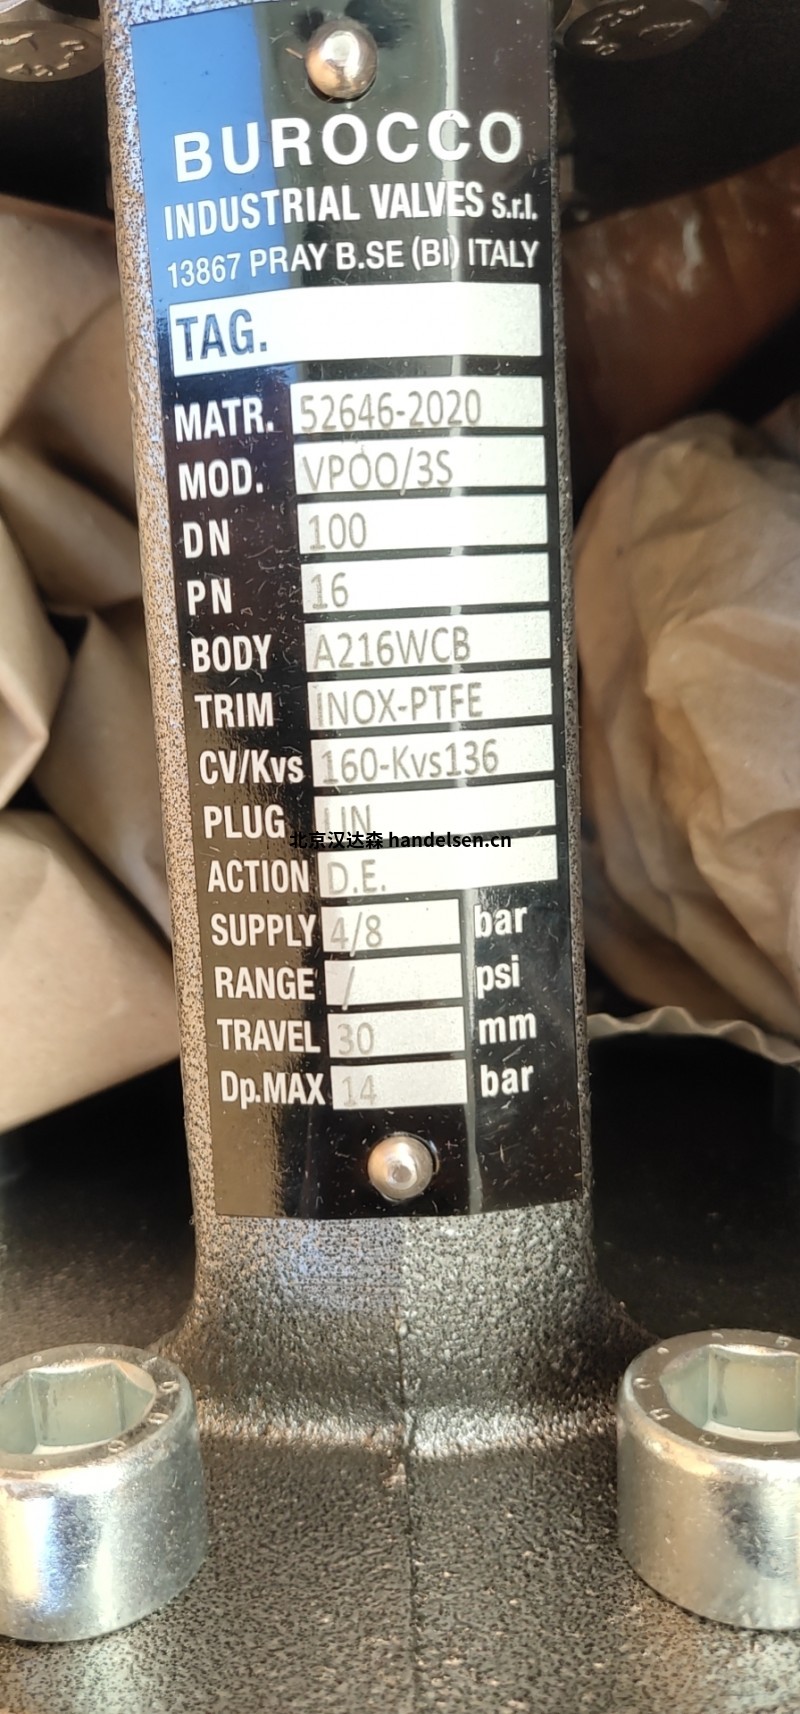 BUROCCO
INDUSTRIAL VALVES S.r.l.
13867 PRAY B.SE (BI) ITALY
TAG.
MATR. 52646-2020
MOD. VPOO/3S
DN 100
PN 16
BODY A216WCB
TRIM INOX-PTFE
CV/Kvs 160-Kvs136
PLUG LIN
北京汉达森 handelsen.cn
ACTION D.E.
SUPPLY 4/8 bar
RANGE / psi
TRAVEL 30 mm
Dp.MAX 14 bar